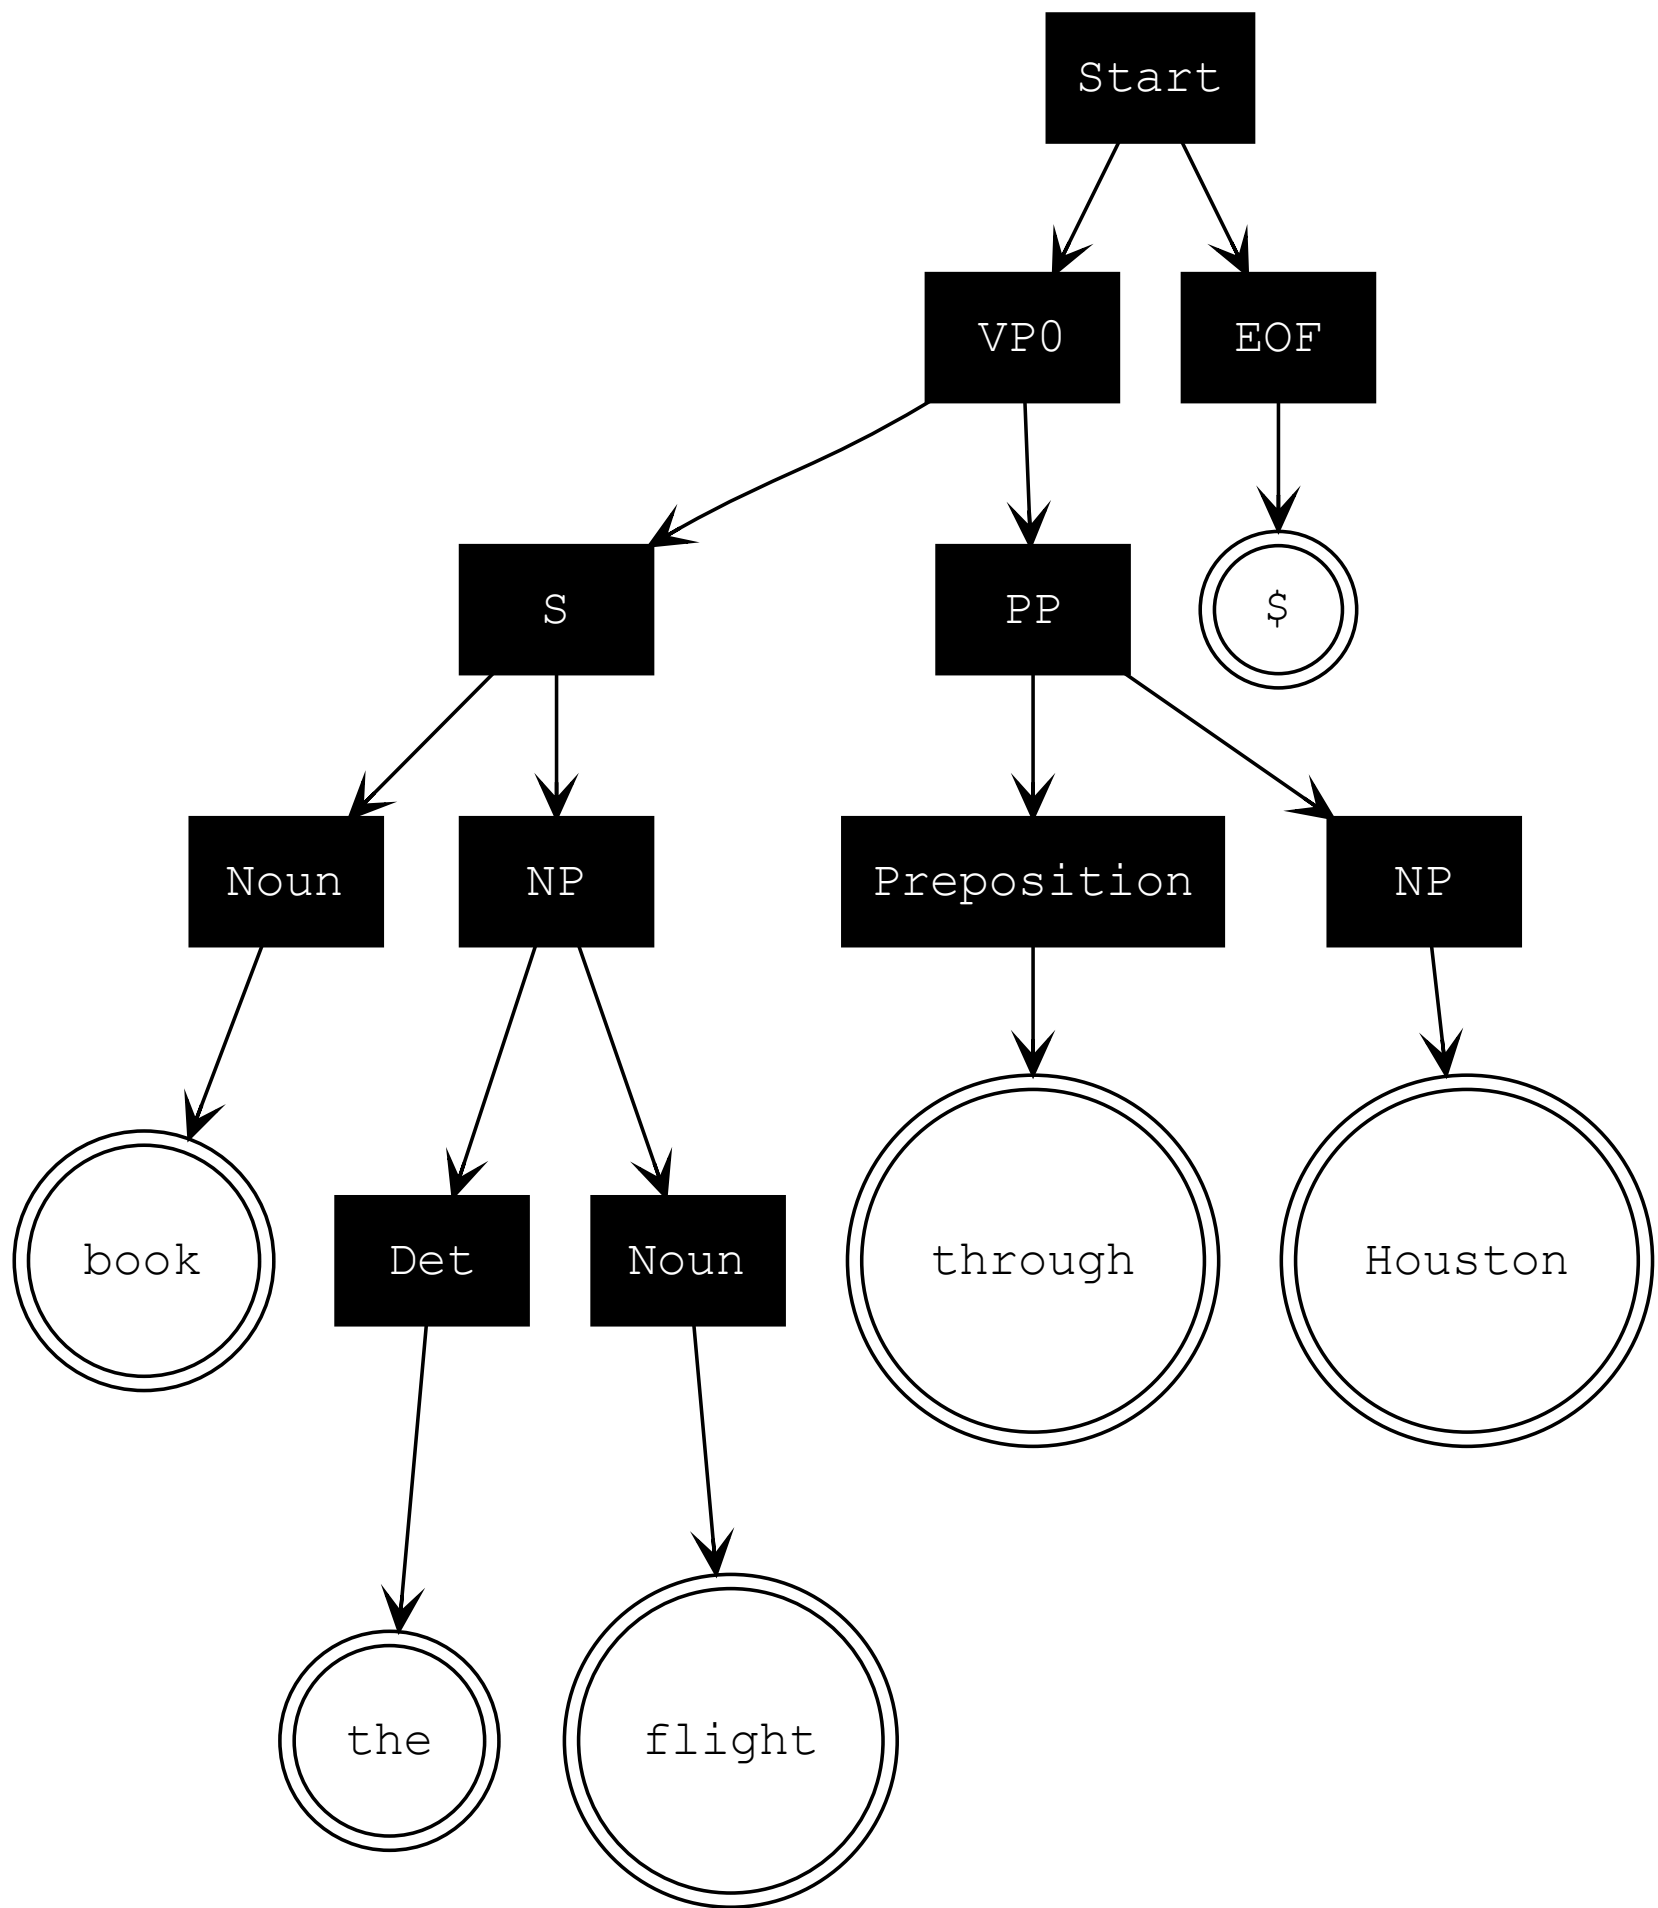 Start
VP0 EOF
S PP $
Noun NP Preposition NP
book Det Noun through Houston
the flight